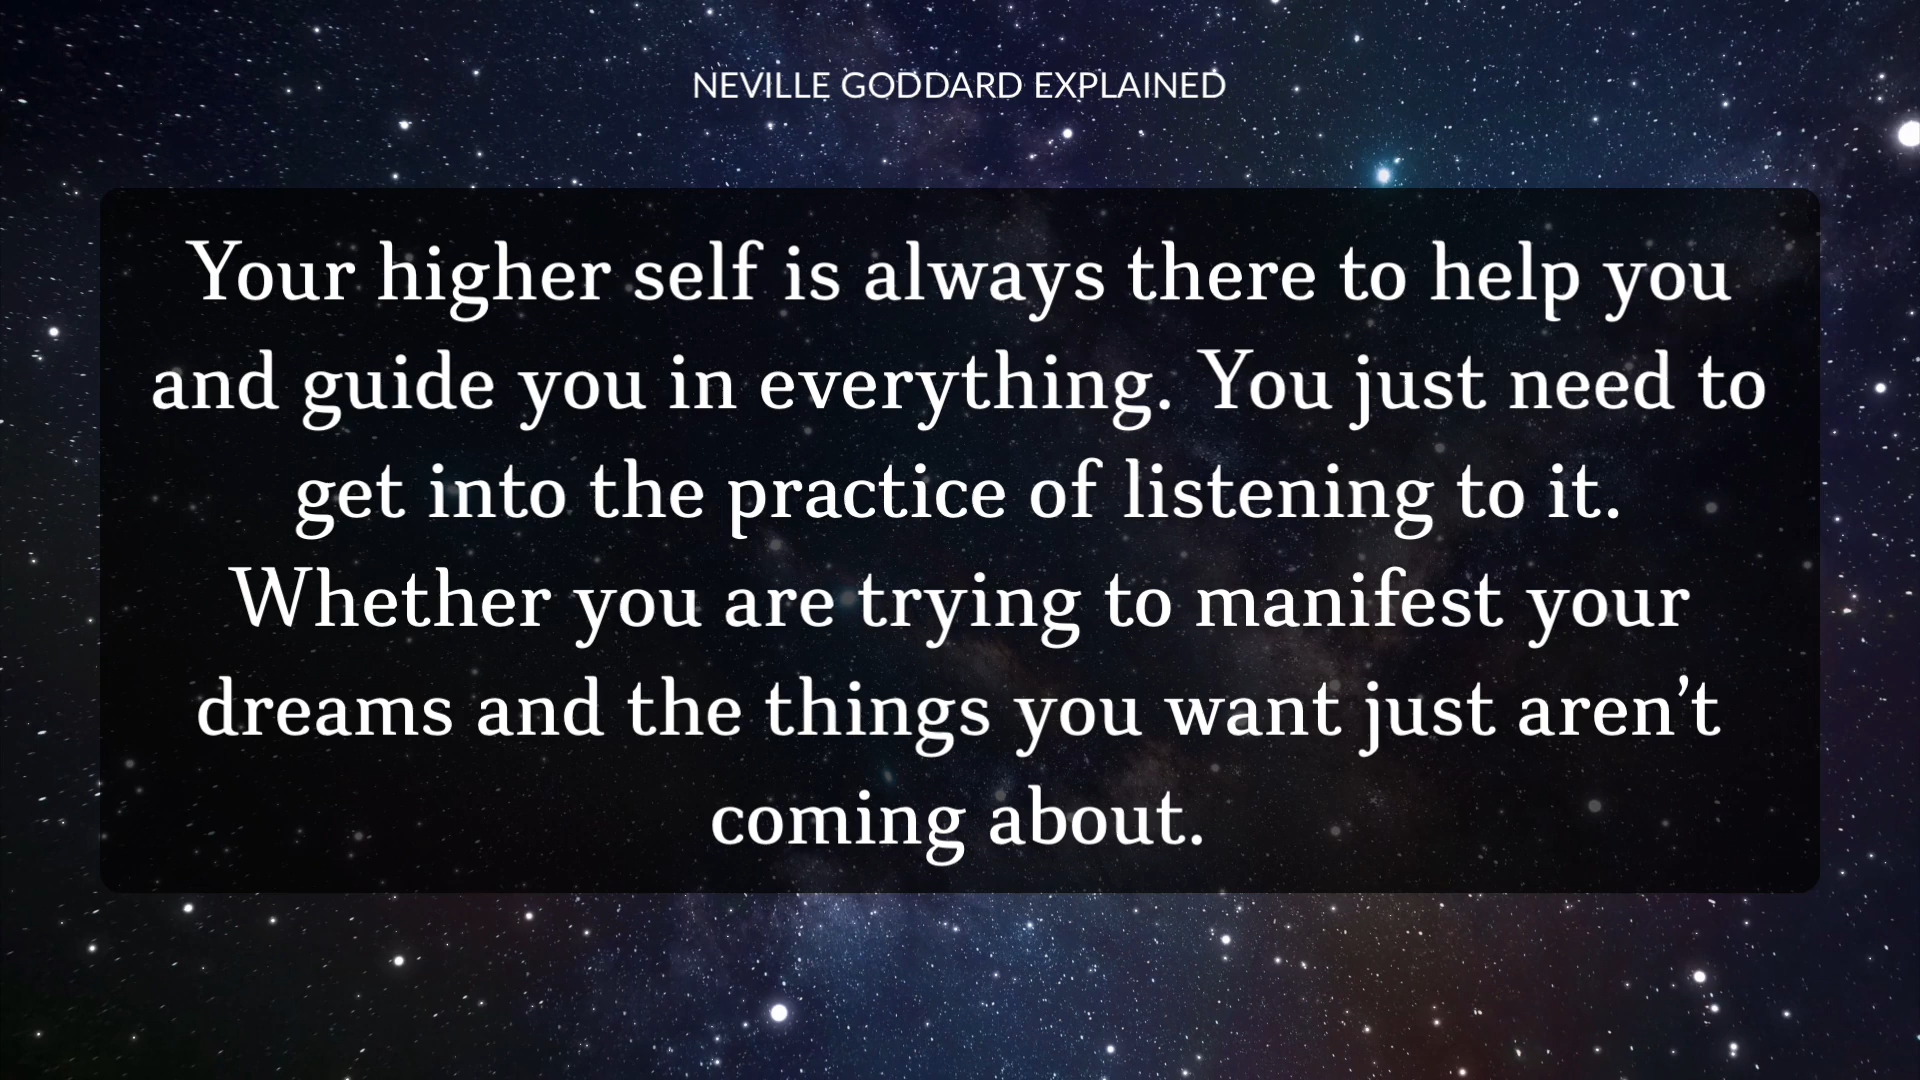 NEVILLE GODDARD EXPLAINED
Your higher self is always there to help you
and guide you in everything. You just need to
get into the practice of listening to it.
Whether you are trying to manifest your
dreams and the things you want just aren’t
coming about.